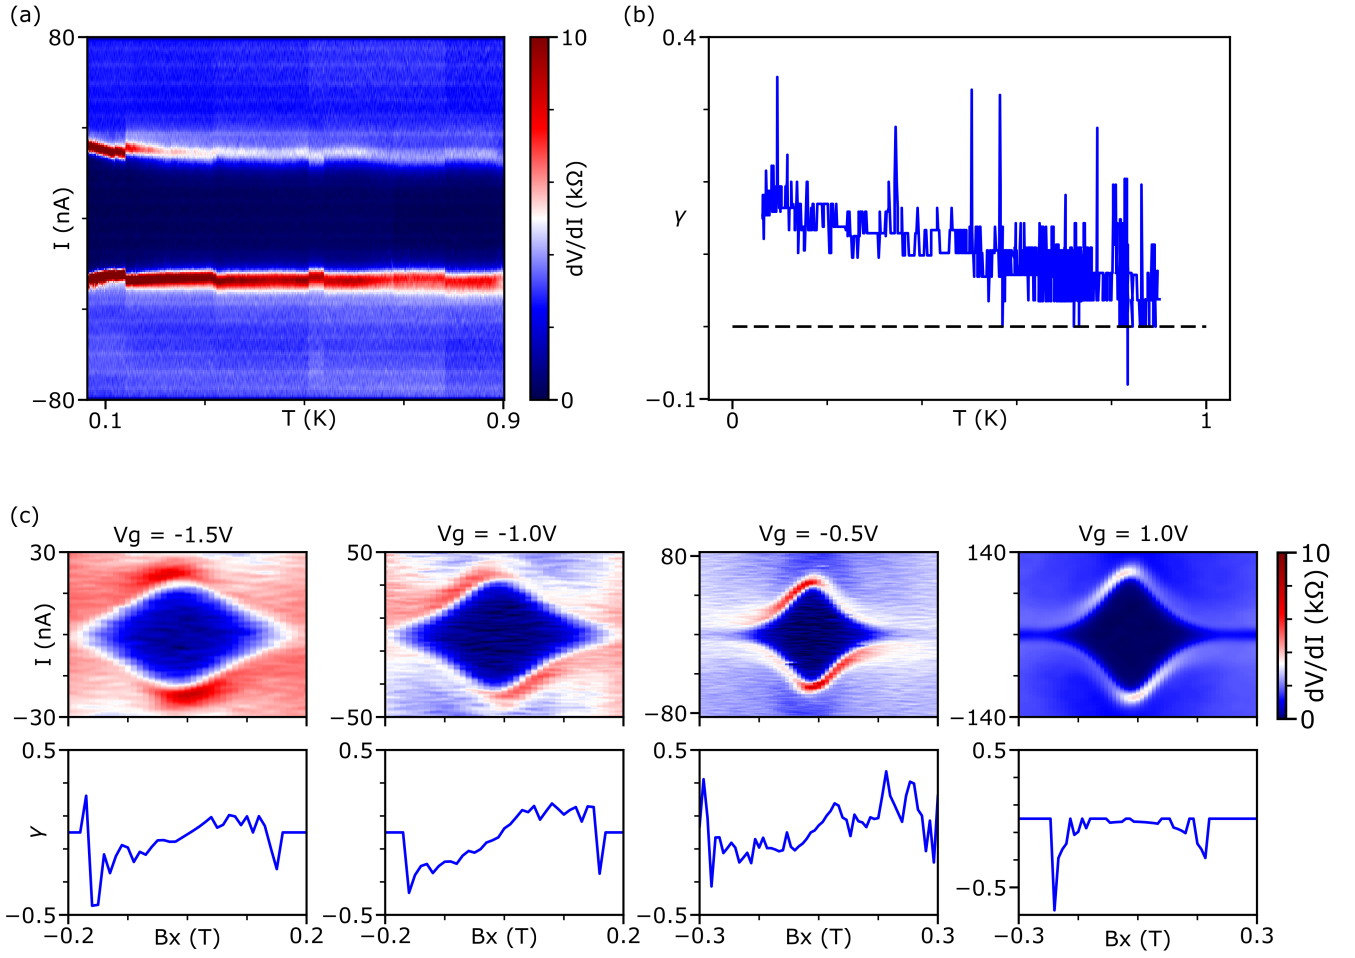 (a)
(b)
80
10
0.4
I (nA)
dV/dI (kΩ)
γ
−80
0
−0.1
0.1
T (K)
0.9
0
T (K)
1
(c)
Vg = -1.5V
Vg = -1.0V
Vg = -0.5V
Vg = 1.0V
30
50
80
140
10
I (nA)
dV/dI (kΩ)
−30
−50
−80
−140
0
0.5
0.5
0.5
0.5
γ
−0.5
−0.5
−0.5
−0.5
−0.2
Bx (T)
0.2
−0.2
Bx (T)
0.2
−0.3
Bx (T)
0.3
−0.3
Bx (T)
0.3